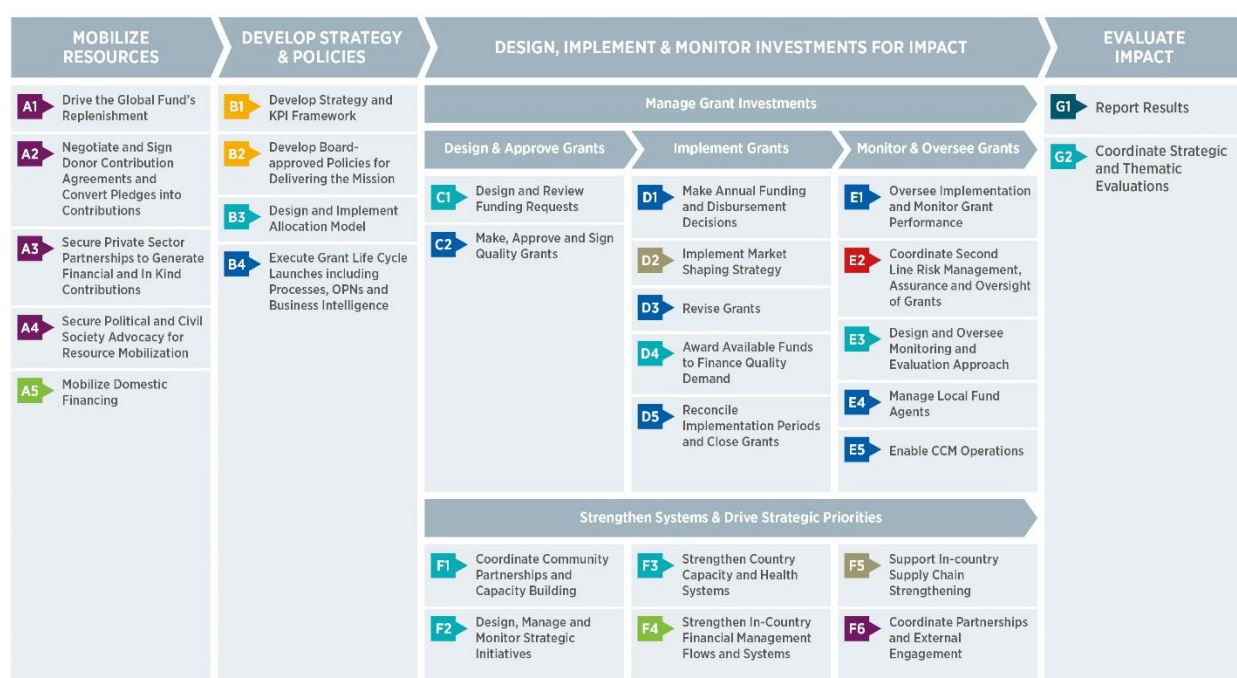 MOBILIZE
RESOURCES
DEVELOP STRATEGY
& POLICIES
DESIGN, IMPLEMENT & MONITOR INVESTMENTS FOR IMPACT
EVALUATE
IMPACT
A1
Drive the Global Fund's
Replenishment
A2
Negotiate and Sign
Donor Contribution
Agreements and
Convert Pledges into
Contributions
A3
Secure Private Sector
Partnerships to Generate
Financial and In Kind
Contributions
A4
Secure Political and Civil
Society Advocacy for
Resource Mobilization
A5
Mobilize Domestic
Financing
B1
Develop Strategy and
KPI Framework
B2
Develop Board-
approved Policies for
Delivering the Mission
B3
Design and Implement
Allocation Model
B4
Execute Grant Life Cycle
Launches including
Processes, OPNs and
Business Intelligence
Manage Grant Investments
Design & Approve Grants
C1
Design and Review
Funding Requests
C2
Make, Approve and Sign
Quality Grants
Implement Grants
D1
Make Annual Funding
and Disbursement
Decisions
D2
Implement Market
Shaping Strategy
D3
Revise Grants
D4
Award Available Funds
to Finance Quality
Demand
D5
Reconcile
Implementation Periods
and Close Grants
Monitor & Oversee Grants
E1
Oversee Implementation
and Monitor Grant
Performance
E2
Coordinate Second
Line Risk Management,
Assurance and Oversight
of Grants
E3
Design and Oversee
Monitoring and
Evaluation Approach
E4
Manage Local Fund
Agents
E5
Enable CCM Operations
Strengthen Systems & Drive Strategic Priorities
F1
Coordinate Community
Partnerships and
Capacity Building
F2
Design, Manage and
Monitor Strategic
Initiatives
F3
Strengthen Country
Capacity and Health
Systems
F4
Strengthen In-Country
Financial Management
Flows and Systems
F5
Support In-country
Supply Chain
Strengthening
F6
Coordinate Partnerships
and External
Engagement
G1
Report Results
G2
Coordinate Strategic
and Thematic
Evaluations